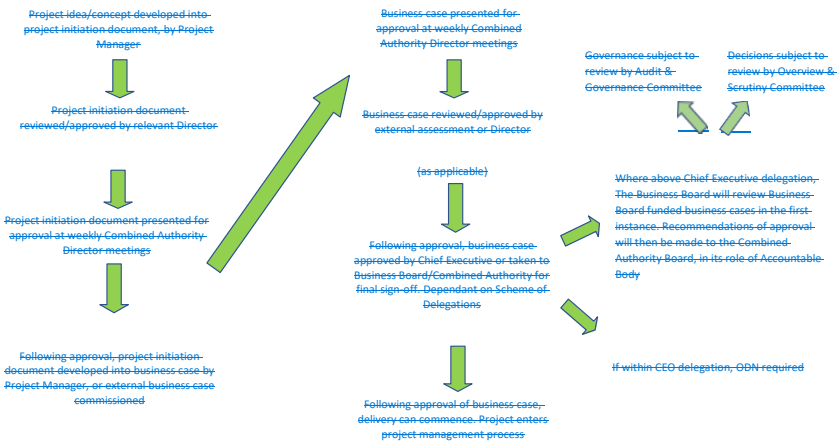 Project idea/concept developed into
project initiation document, by Project
Manager
Project initiation document
reviewed/approved by relevant Director
Project initiation document presented for
approval at weekly Combined Authority
Director meetings
Following approval, project initiation
document developed into business case by
Project Manager, or external business case
commissioned
Business case presented for
approval at weekly Combined
Authority Director meetings
Business case reviewed/approved by
external assessment or Director
(as applicable)
Following approval, business case
approved by Chief Executive or taken to
Business Board/Combined Authority for
final sign-off. Dependant on Scheme of
Delegations
Following approval of business case,
delivery can commence. Project enters
project management process
Governance subject to
review by Audit &
Governance Committee
Decisions subject to
review by Overview &
Scrutiny Committee
Where above Chief Executive delegation,
The Business Board will review Business
Board funded business cases in the first
instance. Recommendations of approval
will then be made to the Combined
Authority Board, in its role of Accountable
Body
If within CEO delegation, ODN required